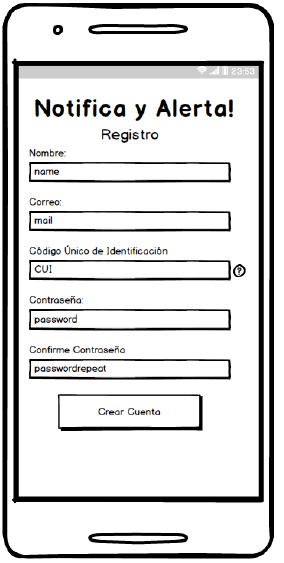 23:53
Notifica y Alerta!
Registro
Nombre:
name
Correo:
mail
Código Único de Identificación
CUI
?
Contraseña:
password
Confirme Contraseña
passwordrepeat
Crear Cuenta